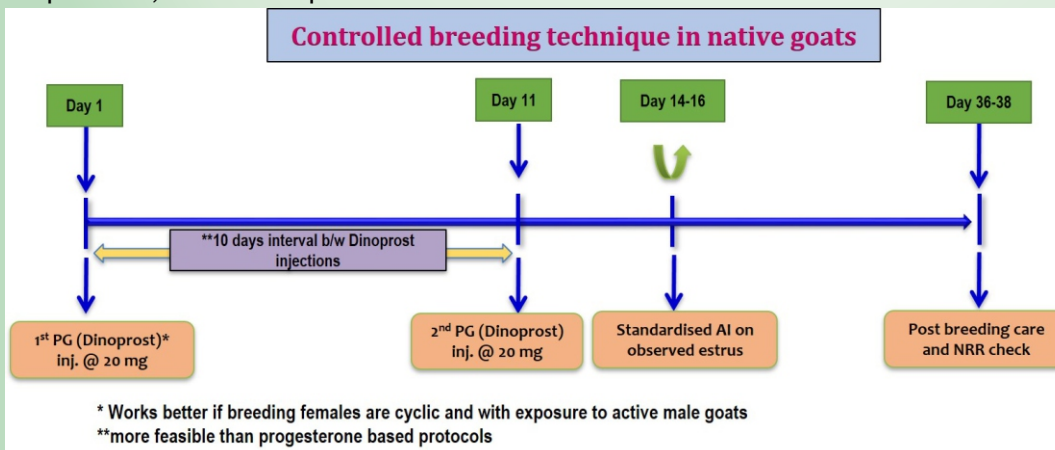 Controlled breeding technique in native goats
Day 1
Day 11
Day 14-16
Day 36-38
**10 days interval b/w Dinoprost
injections
1st PG (Dinoprost)*
inj. @ 20 mg
2nd PG (Dinoprost)
inj. @ 20 mg
Standardised AI on
observed estrus
Post breeding care
and NRR check
* Works better if breeding females are cyclic and with exposure to active male goats
**more feasible than progesterone based protocols